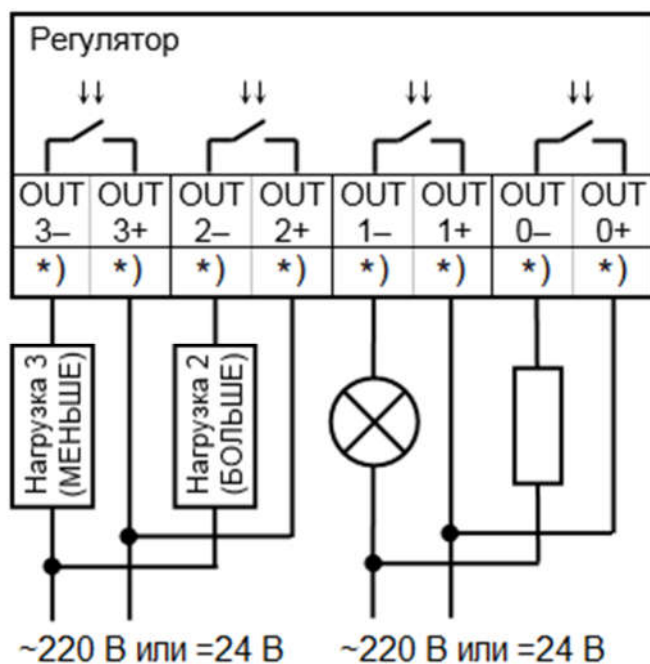 Регулятор
OUT OUT OUT OUT OUT OUT OUT OUT
3– 3+ 2– 2+ 1– 1+ 0– 0+
*) *) *) *) *) *) *) *)
Нагрузка 3
(МЕНЬШЕ)
Нагрузка 2
(БОЛЬШЕ)
~220 В или =24 В ~220 В или =24 В